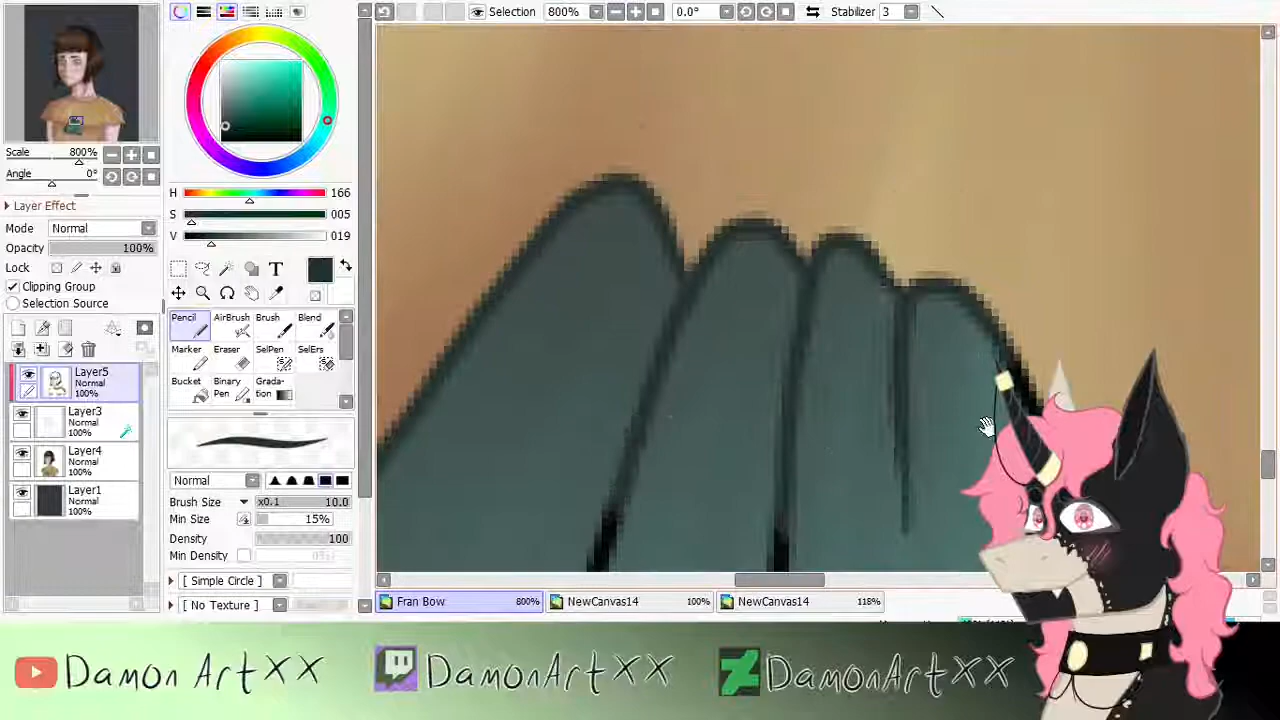 Selection 800% 0.0° Stabilizer 3
Scale 800%
Angle 0°
Layer Effect
Mode Normal
Opacity 100%
Lock
Clipping Group
Selection Source
Layer5
Normal
100%
Layer3
Normal
100%
Layer4
Normal
100%
Layer1
Normal
100%
H 166
S 005
V 019
T
Pencil AirBrush Brush Blend
Marker Eraser SelPen SelErs
Bucket Binary Pen Grada-tion
Normal
Brush Size x0.1 10.0
Min Size 15%
Density 100
Min Density
[ Simple Circle ]
[ No Texture ]
Fran Bow 800% NewCanvas14 100% NewCanvas14 118%
DamonArtXX DamonArtXX DamonArtXX